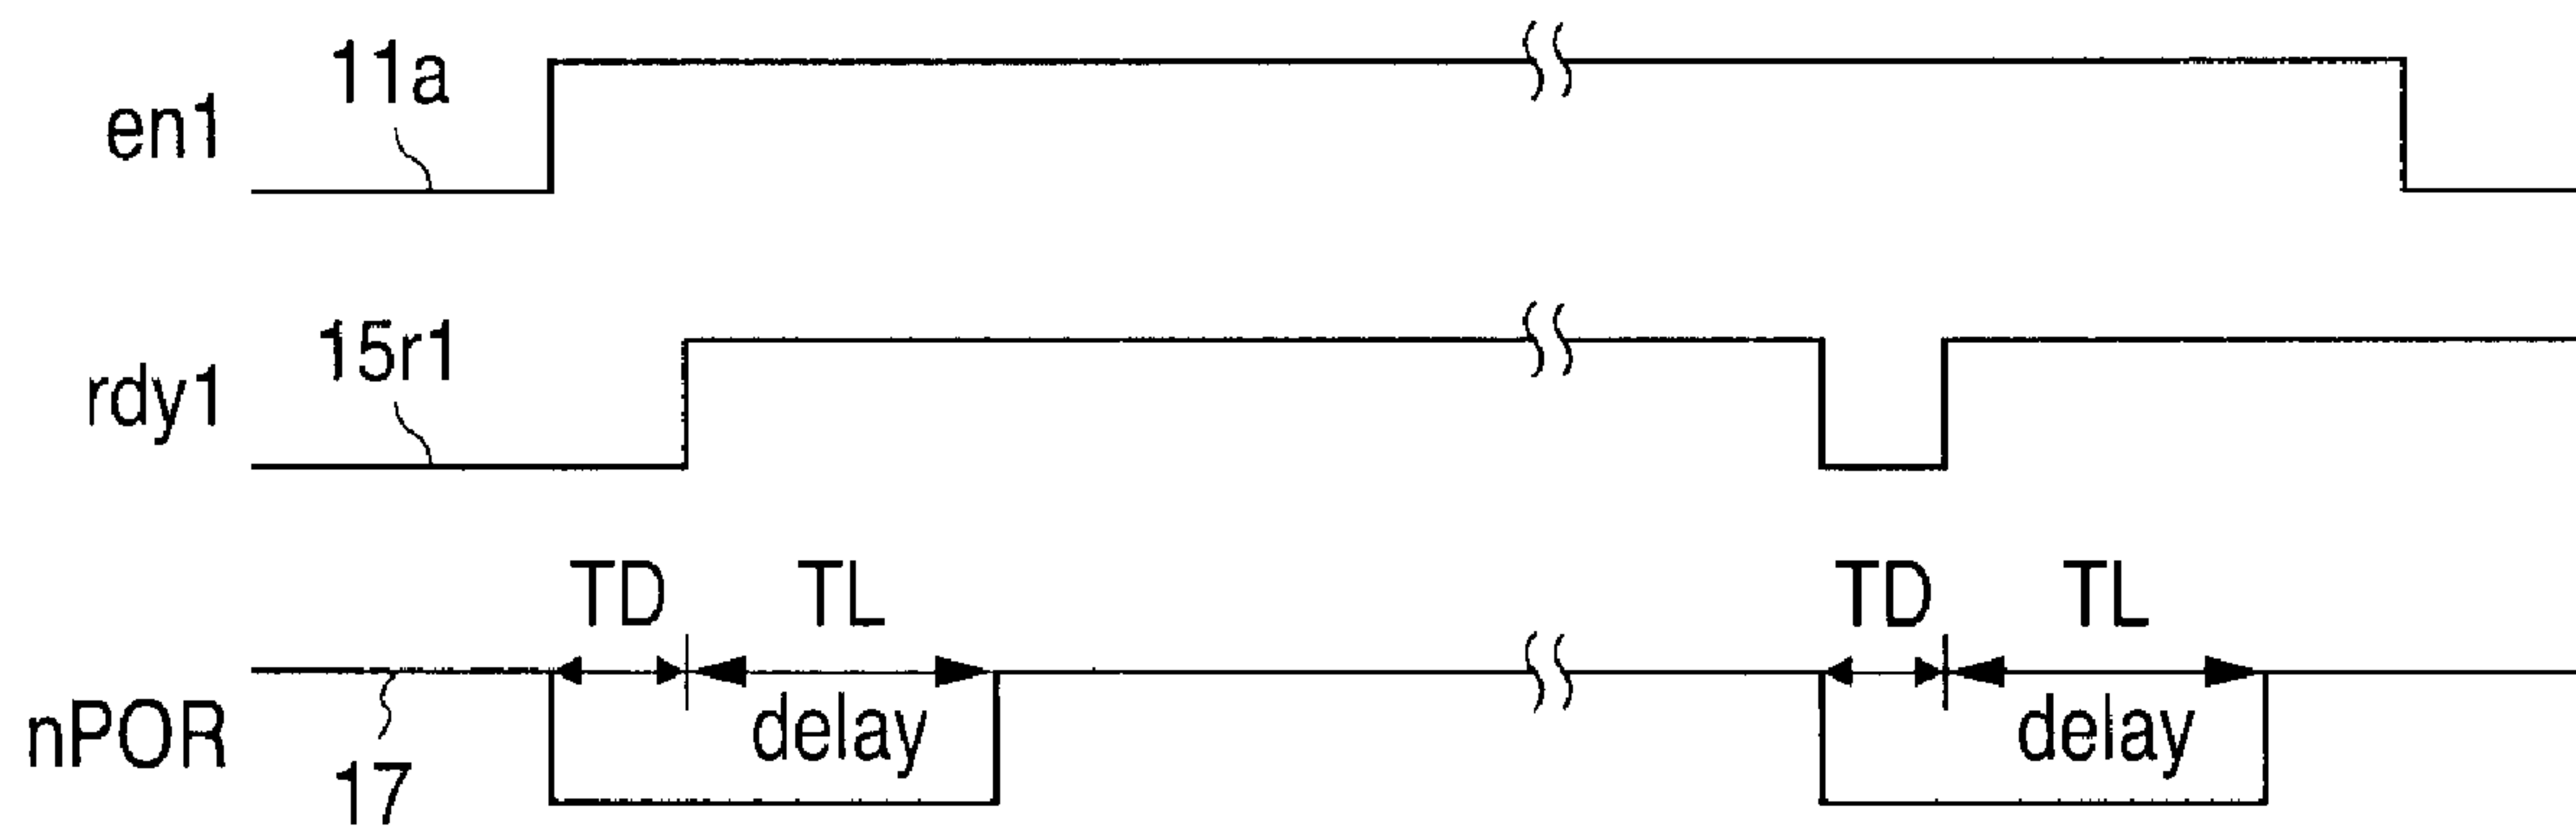 11a
en1
15r1
rdy1
TD TL TD TL
nPOR delay delay
17